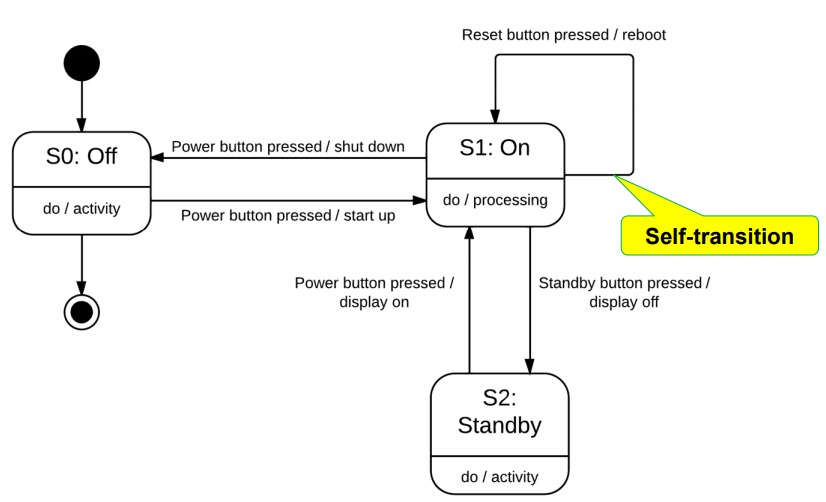 Reset button pressed / reboot
S0: Off
do / activity
Power button pressed / shut down
Power button pressed / start up
S1: On
do / processing
Self-transition
Power button pressed /
display on
Standby button pressed /
display off
S2:
Standby
do / activity